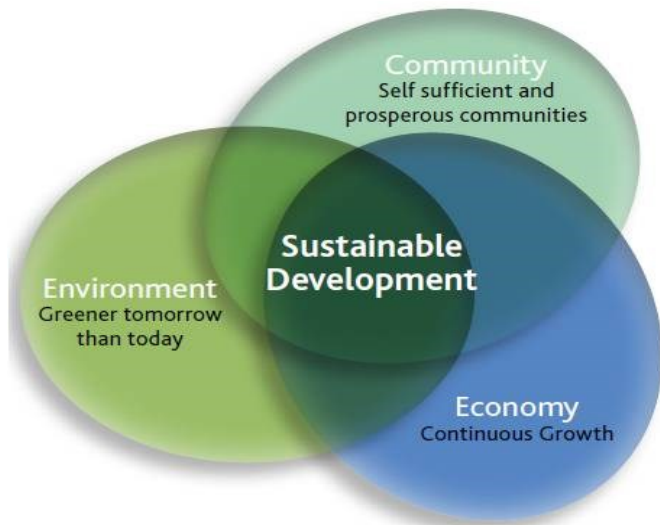 Community
Self sufficient and
prosperous communities
Sustainable
Development
Environment
Greener tomorrow
than today
Economy
Continuous Growth